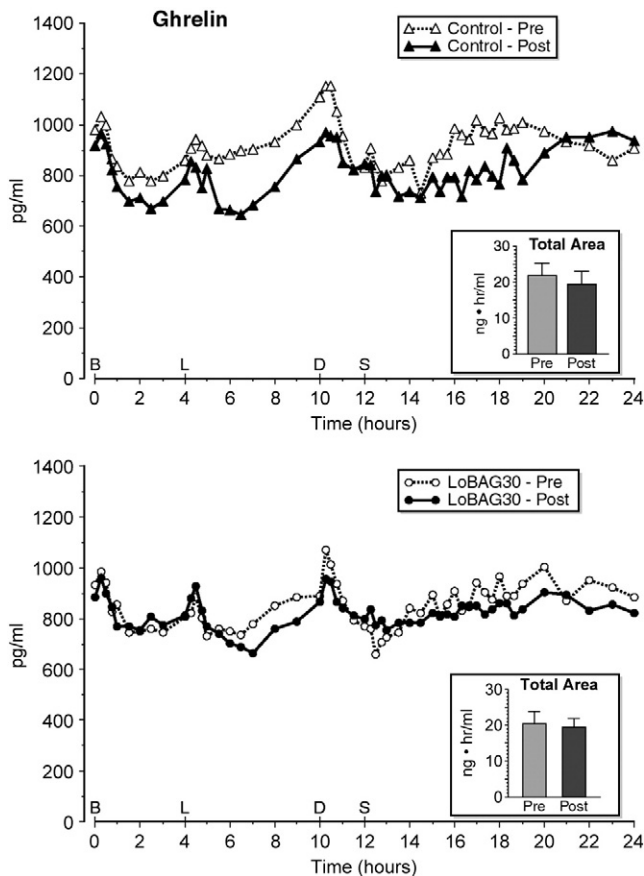 Ghrelin
Control - Pre
Control - Post
1400
1200
1000
800
600
400
200
0
pg/ml
B L D S
0 2 4 6 8 10 12 14 16 18 20 22 24
Time (hours)
Total Area
30
20
10
0
ng • hr/ml
Pre Post
LoBAG30 - Pre
LoBAG30 - Post
1400
1200
1000
800
600
400
200
0
pg/ml
B L D S
0 2 4 6 8 10 12 14 16 18 20 22 24
Time (hours)
Total Area
30
20
10
0
ng • hr/ml
Pre Post